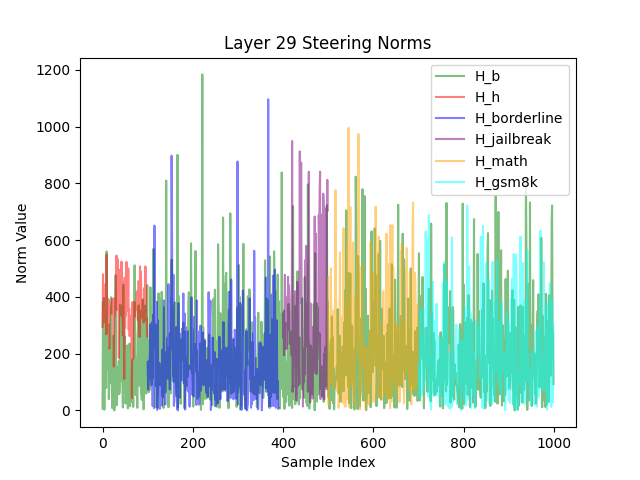 Layer 29 Steering Norms
1200
1000
800
600
400
200
0
Norm Value
H_b
H_h
H_borderline
H_jailbreak
H_math
H_gsm8k
0
200
400
600
800
1000
Sample Index